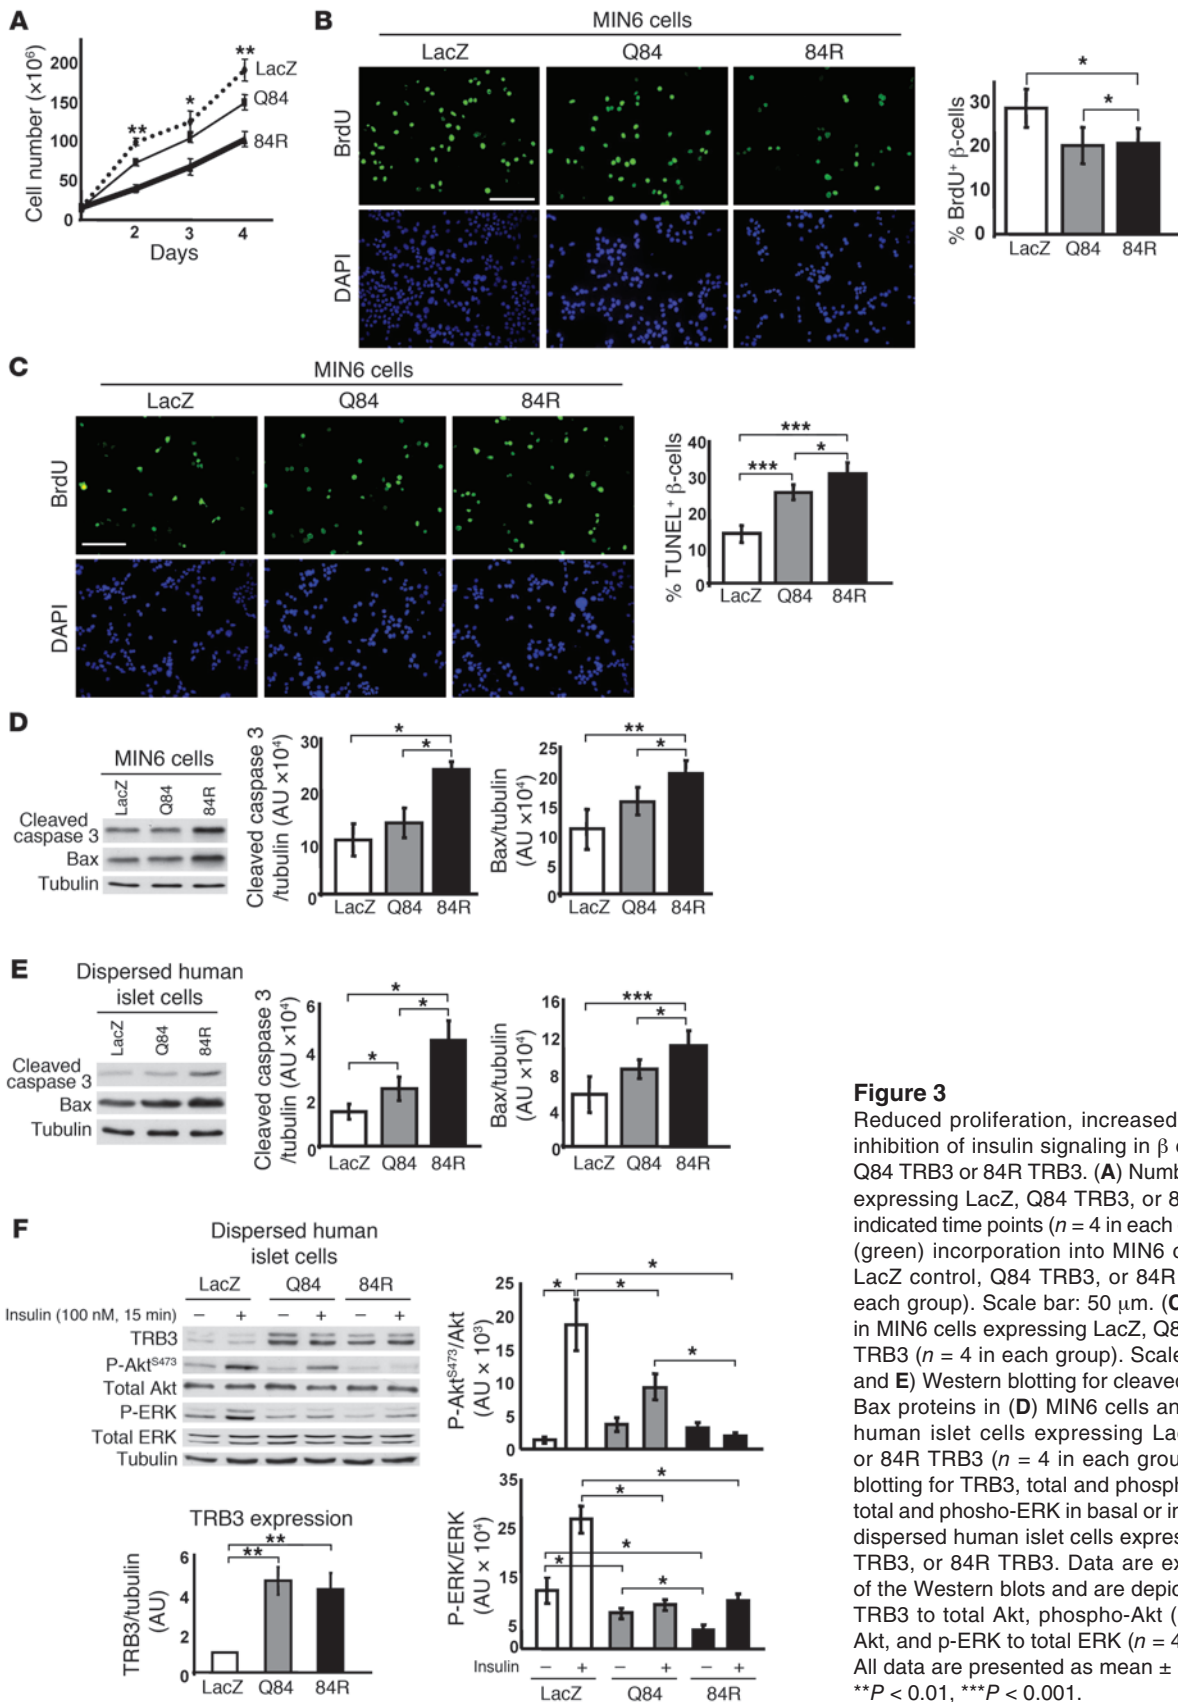 A
Cell number (×10⁶)
200
150
100
50
0
** * **
LacZ
Q84
84R
2 3 4
Days
B
MIN6 cells
LacZ Q84 84R
BrdU
DAPI
% BrdU⁺ β-cells
30
20
10
0
*
*
LacZ Q84 84R
C
MIN6 cells
LacZ Q84 84R
BrdU
DAPI
% TUNEL⁺ β-cells
40
30
20
10
0
***
*** *
LacZ Q84 84R
D
MIN6 cells
LacZ Q84 84R
Cleaved
caspase 3
Bax
Tubulin
Cleaved caspase 3
/tubulin (AU ×10⁴)
30
20
10
0
*
*
LacZ Q84 84R
Bax/tubulin
(AU ×10⁴)
25
20
15
10
5
0
**
*
LacZ Q84 84R
E
Dispersed human
islet cells
LacZ Q84 84R
Cleaved
caspase 3
Bax
Tubulin
Cleaved caspase 3
/tubulin (AU ×10⁴)
6
4
2
0
*
*
*
LacZ Q84 84R
Bax/tubulin
(AU ×10⁴)
16
12
8
4
0
***
*
LacZ Q84 84R
F
Dispersed human
islet cells
LacZ Q84 84R
Insulin (100 nM, 15 min) – + – + – +
TRB3
P-Akt^S473
Total Akt
P-ERK
Total ERK
Tubulin
TRB3 expression
TRB3/tubulin
(AU)
6
4
2
0
**
**
LacZ Q84 84R
P-Akt^S473/Akt
(AU × 10³)
25
20
15
10
5
0
*
* *
*
P-ERK/ERK
(AU × 10⁴)
35
25
15
5
0
*
*
*
*
*
Insulin – + – + – +
LacZ Q84 84R
Figure 3
Reduced proliferation, increased
inhibition of insulin signaling in β
Q84 TRB3 or 84R TRB3. (A)
expressing LacZ, Q84 TRB3, or
indicated time points (n = 4 in each
(green) incorporation into MIN6
LacZ control, Q84 TRB3, or 84R
each group). Scale bar: 50 μm. (C
in MIN6 cells expressing LacZ,
TRB3 (n = 4 in each group). Scale
and E) Western blotting for cleaved
Bax proteins in (D) MIN6 cells
human islet cells expressing
or 84R TRB3 (n = 4 in each
blotting for TRB3, total and
total and phosho-ERK in basal or
dispersed human islet cells
TRB3, or 84R TRB3. Data are
of the Western blots and are
TRB3 to total Akt, phospho-Akt (
Akt, and p-ERK to total ERK (n = 4
All data are presented as mean ±
**P < 0.01, ***P < 0.001.